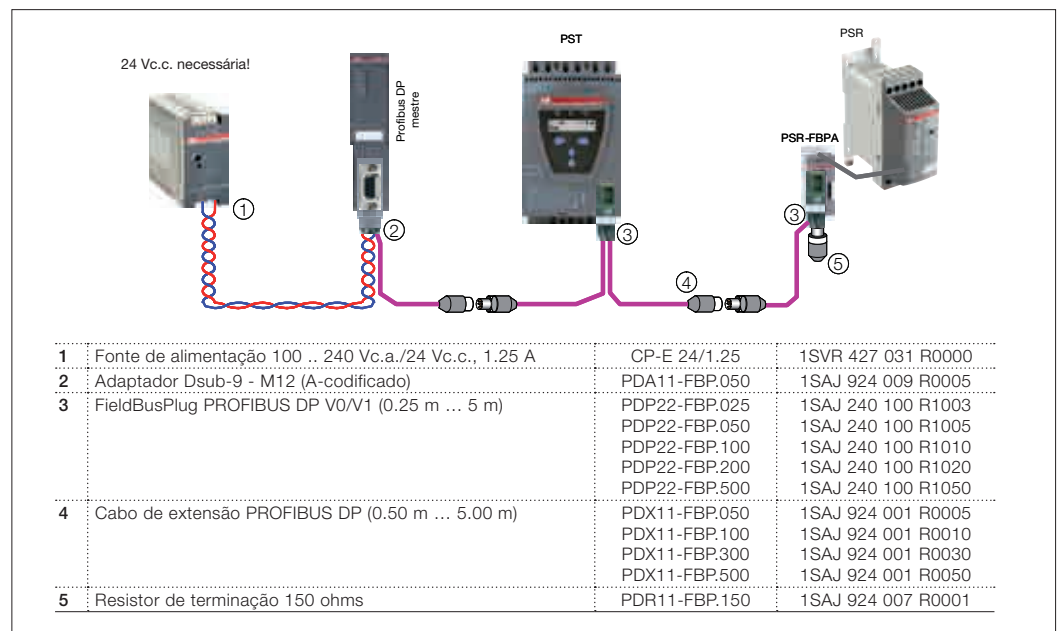 PST
PSR
24 Vc.c. necessária!
Profibus DP
mestre
PSR-FBPA
1
2
3
3
4
5
1 Fonte de alimentação 100 .. 240 Vc.a./24 Vc.c., 1.25 A CP-E 24/1.25 1SVR 427 031 R0000
2 Adaptador Dsub-9 - M12 (A-codificado) PDA11-FBP.050 1SAJ 924 009 R0005
3 FieldBusPlug PROFIBUS DP V0/V1 (0.25 m … 5 m) PDP22-FBP.025 1SAJ 240 100 R1003
PDP22-FBP.050 1SAJ 240 100 R1005
PDP22-FBP.100 1SAJ 240 100 R1010
PDP22-FBP.200 1SAJ 240 100 R1020
PDP22-FBP.500 1SAJ 240 100 R1050
4 Cabo de extensão PROFIBUS DP (0.50 m … 5.00 m) PDX11-FBP.050 1SAJ 924 001 R0005
PDX11-FBP.100 1SAJ 924 001 R0010
PDX11-FBP.300 1SAJ 924 001 R0030
PDX11-FBP.500 1SAJ 924 001 R0050
5 Resistor de terminação 150 ohms PDR11-FBP.150 1SAJ 924 007 R0001